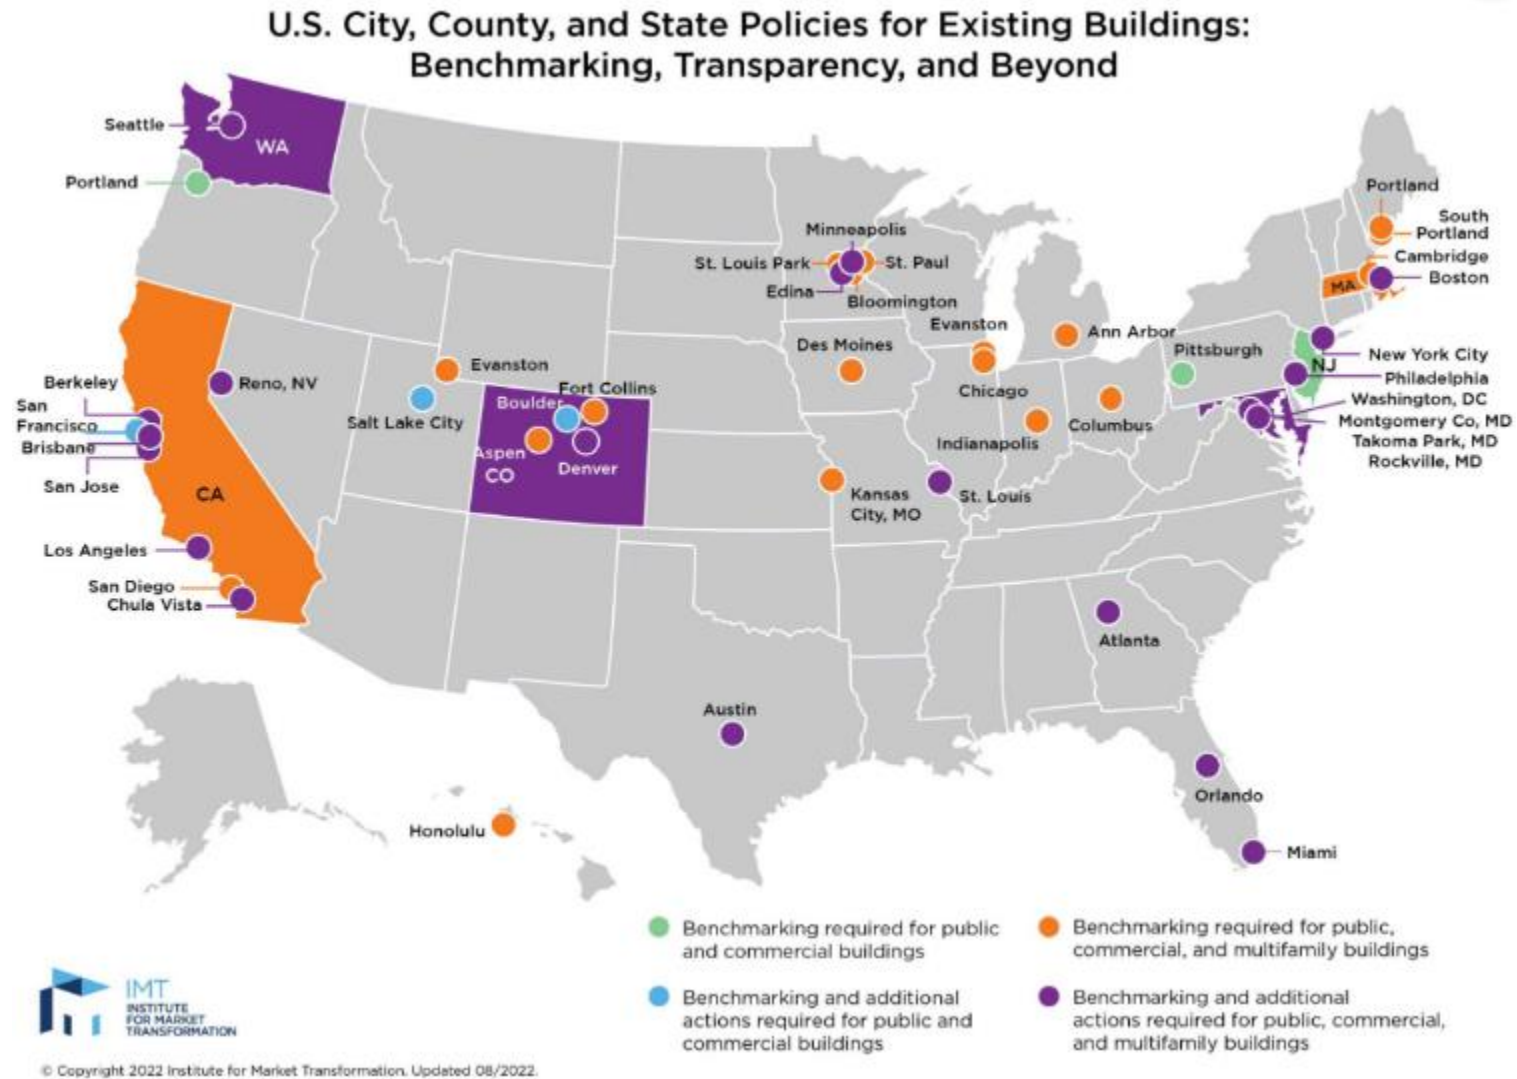 U.S. City, County, and State Policies for Existing Buildings:
Benchmarking, Transparency, and Beyond
Seattle
WA
Portland
Berkeley
San
Francisco
Brisbane
San Jose
Reno, NV
CA
Los Angeles
San Diego
Chula Vista
Evanston
Salt Lake City
Fort Collins
Boulder
Aspen
CO
Denver
Minneapolis
St. Louis Park
St. Paul
Edina
Bloomington
Des Moines
Evanston
Chicago
Ann Arbor
Indianapolis
Columbus
Kansas
City, MO
St. Louis
Pittsburgh
Portland
South
Portland
Cambridge
MA
Boston
New York City
NJ
Philadelphia
Washington, DC
Montgomery Co, MD
Takoma Park, MD
Rockville, MD
Atlanta
Austin
Orlando
Miami
Honolulu
Benchmarking required for public
and commercial buildings
Benchmarking required for public,
commercial, and multifamily buildings
Benchmarking and additional
actions required for public and
commercial buildings
Benchmarking and additional
actions required for public, commercial,
and multifamily buildings
IMT
INSTITUTE
FOR MARKET
TRANSFORMATION
© Copyright 2022 Institute for Market Transformation. Updated 08/2022.